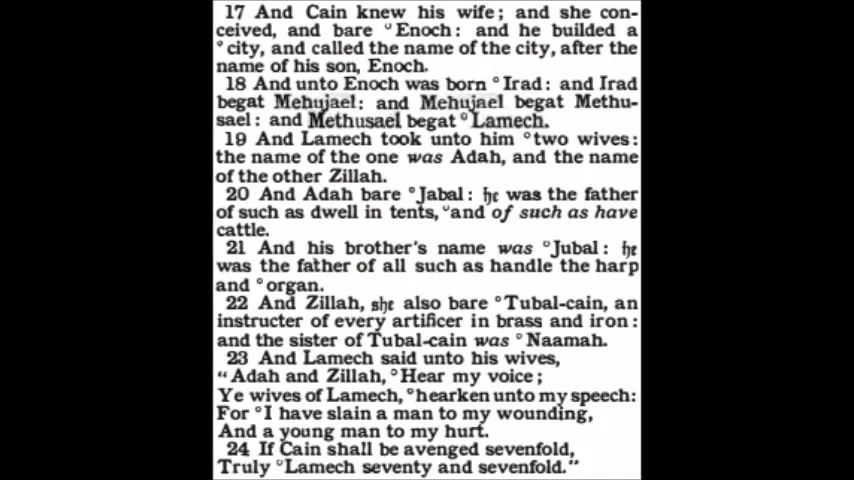 17 And Cain knew his wife; and she con-
ceived, and bare °Enoch: and he builded a
°city, and called the name of the city, after the
name of his son, Enoch.
18 And unto Enoch was born °Irad: and Irad
begat Mehujael: and Mehujael begat Methu-
sael: and Methusael begat °Lamech.
19 And Lamech took unto him °two wives:
the name of the one was Adah, and the name
of the other Zillah.
20 And Adah bare °Jabal: he was the father
of such as dwell in tents, °and of such as have
cattle.
21 And his brother's name was °Jubal: he
was the father of all such as handle the harp
and °organ.
22 And Zillah, she also bare °Tubal-cain, an
instructer of every artificer in brass and iron:
and the sister of Tubal-cain was °Naamah.
23 And Lamech said unto his wives,
"Adah and Zillah, °Hear my voice;
Ye wives of Lamech, °hearken unto my speech:
For °I have slain a man to my wounding,
And a young man to my hurt.
24 If Cain shall be avenged sevenfold,
Truly °Lamech seventy and sevenfold."